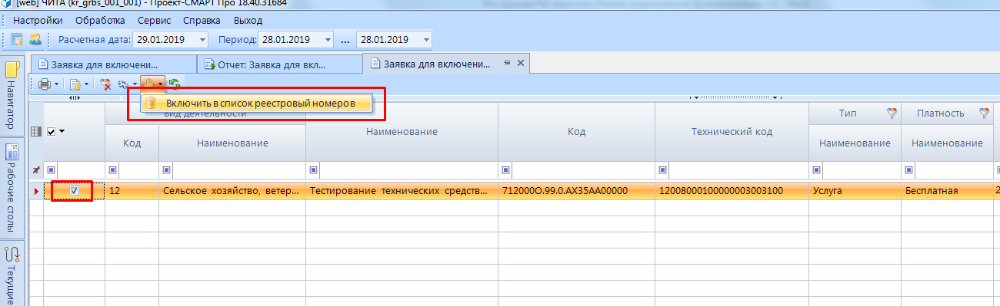 [web] ЧИТА (kr_grbs_001_001) - Проект-СМАРТ Про 18.40.31684
Настройки Обработка Сервис Выход
Расчетная дата: 29.01.2019 Период: 28.01.2019 ... 28.01.2019
Заявка для включени... Отчет: Заявка для вкл... Заявка для включени...
Включить в список реестровый номеров
Вид деятельности Наименование Код Технический код Тип Платность
Код Наименование Наименование Наименование
12 Сельское хозяйство, ветер... Тестирование технических средств... 712000О.99.0.АХ35АА00000 12008000100000003003100 Услуга Бесплатная 2
Навигатор
Рабочие столы
Текущие